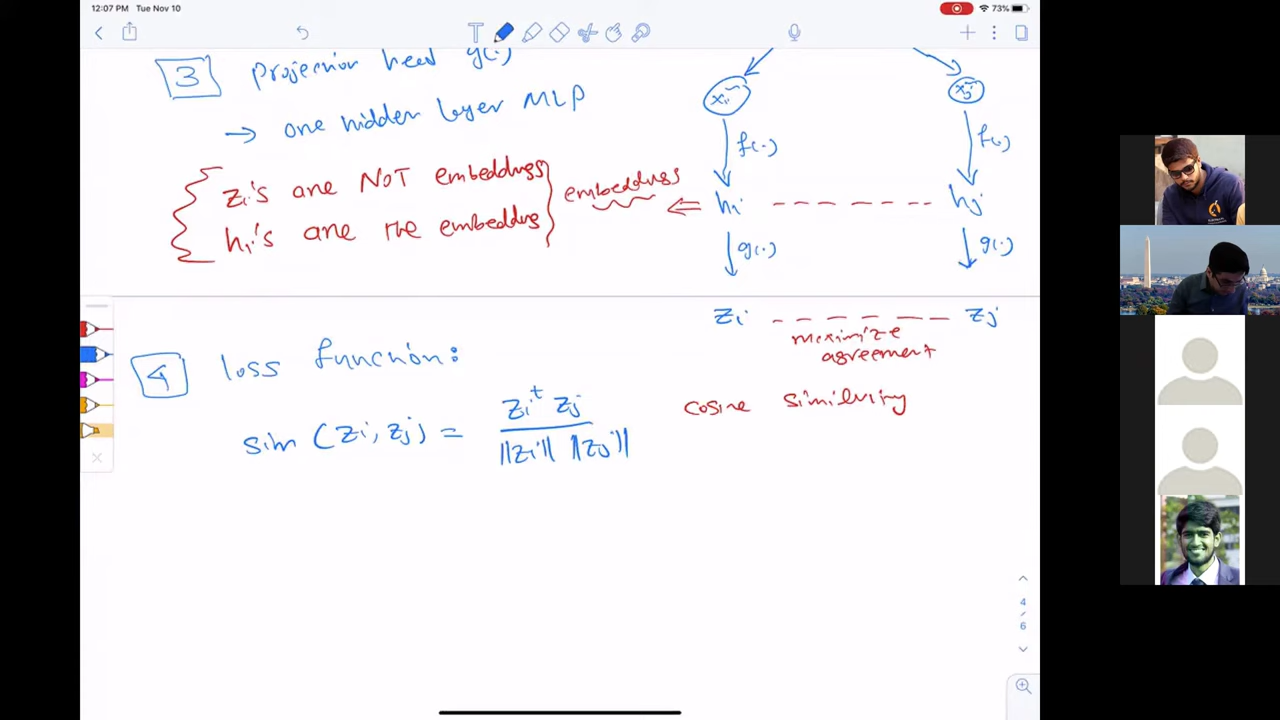 12:07 PM Tue Nov 10
73%
3 Projection head g(.)
→ one hidden layer MLP
zi's are NOT embeddings
hi's are the embeddings
embeddings
x̃i x̃j
f(.) f(.)
hi hj
g(.) g(.)
zi zj
maximize
agreement
4 loss function:
sim (zi, zj) = zi^t zj / ||zi|| ||zj||
cosine similarity
4
/
6